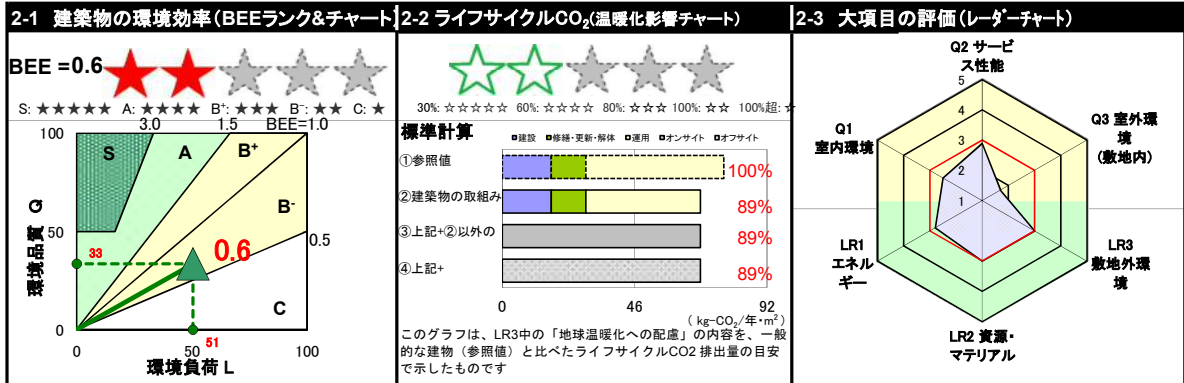 2-1 建築物の環境効率(BEEランク&チャート)
BEE =0.6
S: ★★★★★ A: ★★★★ B⁺: ★★★ B⁻: ★★ C: ★
3.0 1.5 BEE=1.0
100
S
A
B⁺
B⁻
50
0.5
33
0.6
C
0
51
0 50 100
環境品質 Q
環境負荷 L
2-2 ライフサイクルCO₂(温暖化影響チャート)
30%: ☆☆☆☆☆ 60%: ☆☆☆☆ 80%: ☆☆☆ 100%: ☆☆ 100%超: ☆
標準計算
建設 修繕・更新・解体 運用 オンサイト オフサイト
①参照値 100%
②建築物の取組み 89%
③上記+②以外の 89%
④上記+ 89%
0 46 92
( kg-CO₂/年・m²)
このグラフは、LR3中の「地球温暖化への配慮」の内容を、一般
的な建物(参照値)と比べたライフサイクルCO2 排出量の目安
で示したものです
2-3 大項目の評価(レーダーチャート)
Q2 サービ
ス性能
5
4
3
2
1
Q1
室内環境
Q3 室外環
境
(敷地内)
LR1
エネル
ギー
LR3
敷地外環
境
LR2 資源・
マテリアル